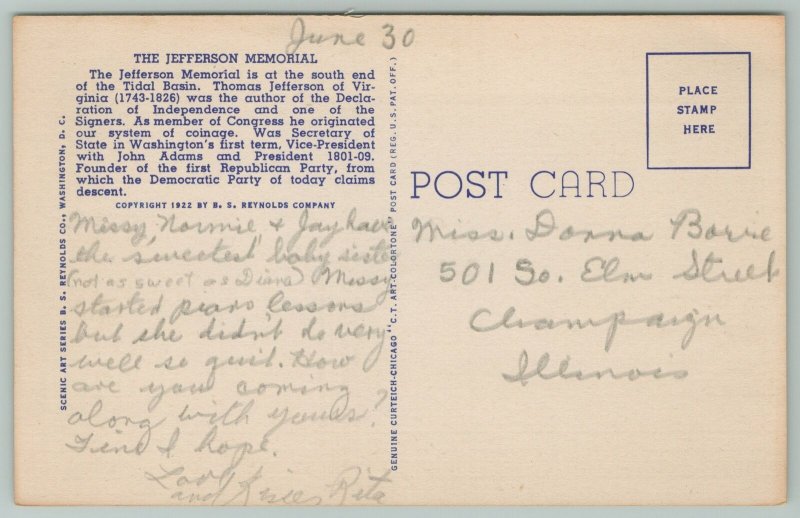 June 30
THE JEFFERSON MEMORIAL
The Jefferson Memorial is at the south end
of the Tidal Basin. Thomas Jefferson of Vir-
ginia (1743-1826) was the author of the Decla-
ration of Independence and one of the
Signers. As member of Congress he originated
our system of coinage. Was Secretary of
State in Washington's first term, Vice-President
with John Adams and President 1801-09.
Founder of the first Republican Party, from
which the Democratic Party of today claims
descent.
COPYRIGHT 1922 BY B. S. REYNOLDS COMPANY
Missy, Normie & Jay have
the sweetest baby sister
(not as sweet as Diana) Missy
started piano lessons
but she didn't do very
well so quit. How
are you coming
along with yours?
Fine I hope.
Love
and Kisses Rita
SCENIC ART SERIES B. S. REYNOLDS CO., WASHINGTON, D. C.
GENUINE CURTEICH-CHICAGO "C.T. ART-COLORTONE" POST CARD (REG. U.S. PAT. OFF.)
PLACE
STAMP
HERE
POST CARD
Miss. Donna Borrie
501 So. Elm Street
Champaign
Illinois